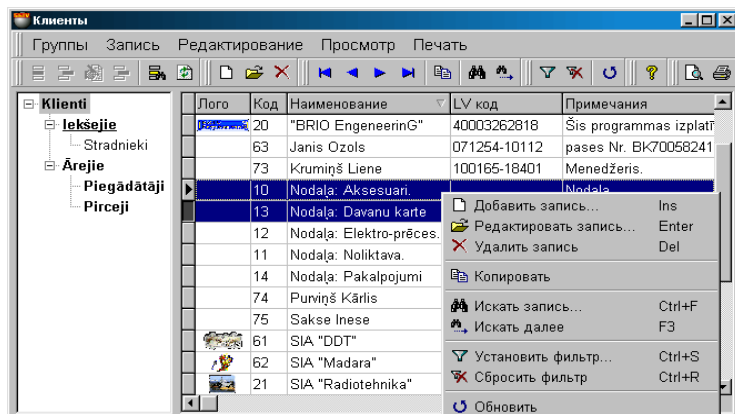 Клиенты
Группы Запись Редактирование Просмотр Печать
Klienti
Iekšejie
Stradnieki
Ārejie
Piegādātāji
Pirceji
Лого Код Наименование LV код Примечания
20 "BRIO EngeneerinG" 40003262818 Šis programmas izplatī
63 Janis Ozols 071254-10112 pases Nr. BK70058241
73 Krumiņš Liene 100165-18401 Menedžeris.
10 Nodaļa: Aksesuari. Nodaļa
13 Nodaļa: Davanu karte
12 Nodaļa: Elektro-prēces.
11 Nodaļa: Noliktava.
14 Nodaļa: Pakalpojumi
74 Purviņš Kārlis
75 Sakse Inese
61 SIA "DDT"
62 SIA "Madara"
21 SIA "Radiotehnika"
Добавить запись... Ins
Редактировать запись... Enter
Удалить запись Del
Копировать
Искать запись... Ctrl+F
Искать далее F3
Установить фильтр... Ctrl+S
Сбросить фильтр Ctrl+R
Обновить